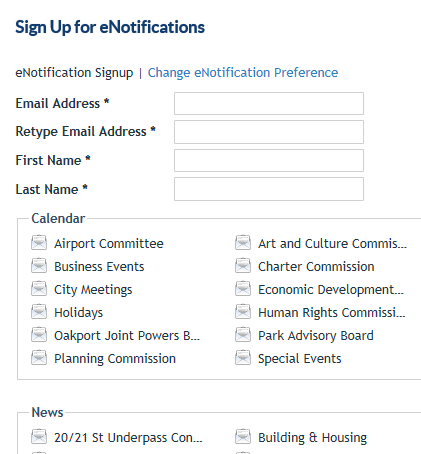 Sign Up for eNotifications
eNotification Signup | Change eNotification Preference
Email Address *
Retype Email Address *
First Name *
Last Name *
Calendar
Airport Committee Art and Culture Commis...
Business Events Charter Commission
City Meetings Economic Development...
Holidays Human Rights Commissi...
Oakport Joint Powers B... Park Advisory Board
Planning Commission Special Events
News
20/21 St Underpass Con... Building & Housing